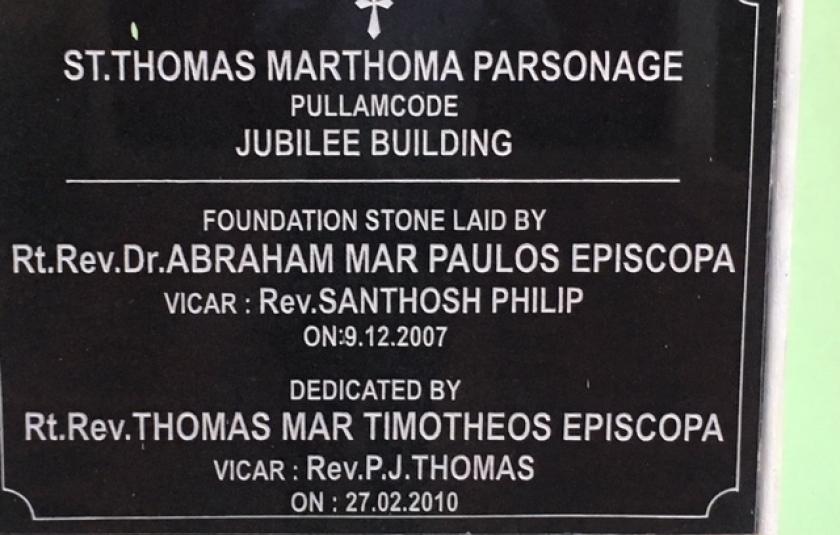 ST.THOMAS MARTHOMA PARSONAGE
PULLAMCODE
JUBILEE BUILDING
FOUNDATION STONE LAID BY
Rt.Rev.Dr.ABRAHAM MAR PAULOS EPISCOPA
VICAR : Rev.SANTHOSH PHILIP
ON:9.12.2007
DEDICATED BY
Rt.Rev.THOMAS MAR TIMOTHEOS EPISCOPA
VICAR : Rev.P.J.THOMAS
ON : 27.02.2010